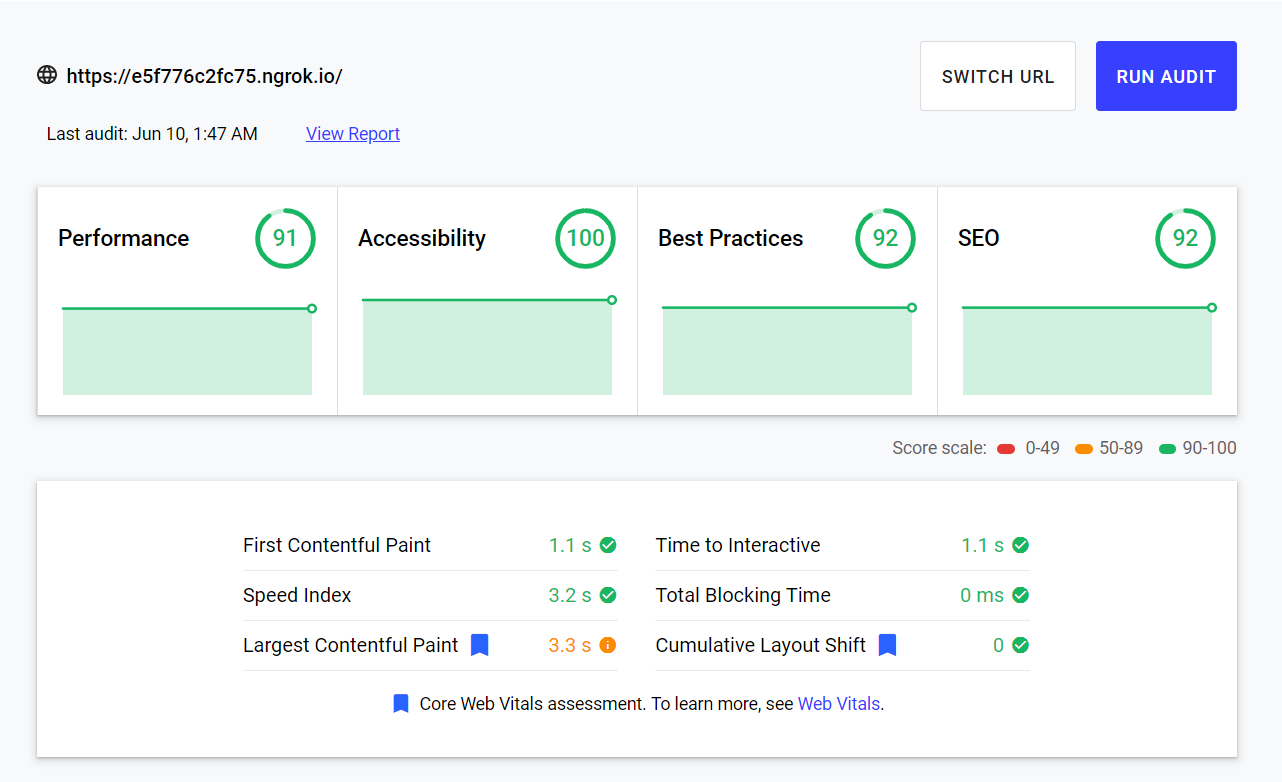 https://e5f776c2fc75.ngrok.io/
SWITCH URL
RUN AUDIT
Last audit: Jun 10, 1:47 AM View Report
Performance 91
Accessibility 100
Best Practices 92
SEO 92
Score scale: 0-49 50-89 90-100
First Contentful Paint 1.1 s
Time to Interactive 1.1 s
Speed Index 3.2 s
Total Blocking Time 0 ms
Largest Contentful Paint 3.3 s
Cumulative Layout Shift 0
Core Web Vitals assessment. To learn more, see Web Vitals.